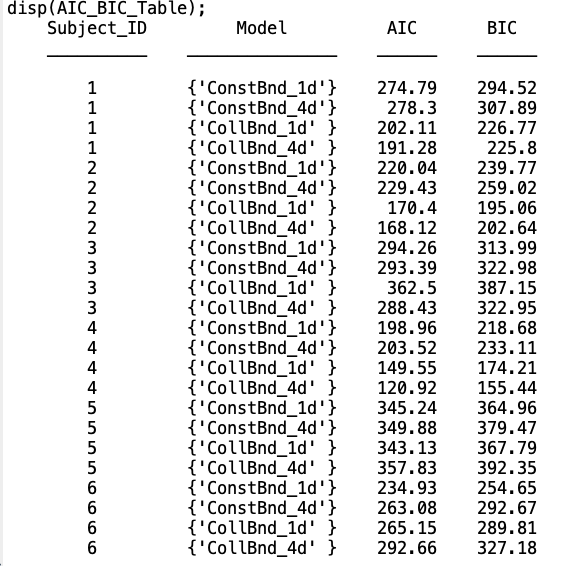 disp(AIC_BIC_Table);
Subject_ID Model AIC BIC
1 {'ConstBnd_1d'} 274.79 294.52
1 {'ConstBnd_4d'} 278.3 307.89
1 {'CollBnd_1d' } 202.11 226.77
1 {'CollBnd_4d' } 191.28 225.8
2 {'ConstBnd_1d'} 220.04 239.77
2 {'ConstBnd_4d'} 229.43 259.02
2 {'CollBnd_1d' } 170.4 195.06
2 {'CollBnd_4d' } 168.12 202.64
3 {'ConstBnd_1d'} 294.26 313.99
3 {'ConstBnd_4d'} 293.39 322.98
3 {'CollBnd_1d' } 362.5 387.15
3 {'CollBnd_4d' } 288.43 322.95
4 {'ConstBnd_1d'} 198.96 218.68
4 {'ConstBnd_4d'} 203.52 233.11
4 {'CollBnd_1d' } 149.55 174.21
4 {'CollBnd_4d' } 120.92 155.44
5 {'ConstBnd_1d'} 345.24 364.96
5 {'ConstBnd_4d'} 349.88 379.47
5 {'CollBnd_1d' } 343.13 367.79
5 {'CollBnd_4d' } 357.83 392.35
6 {'ConstBnd_1d'} 234.93 254.65
6 {'ConstBnd_4d'} 263.08 292.67
6 {'CollBnd_1d' } 265.15 289.81
6 {'CollBnd_4d' } 292.66 327.18